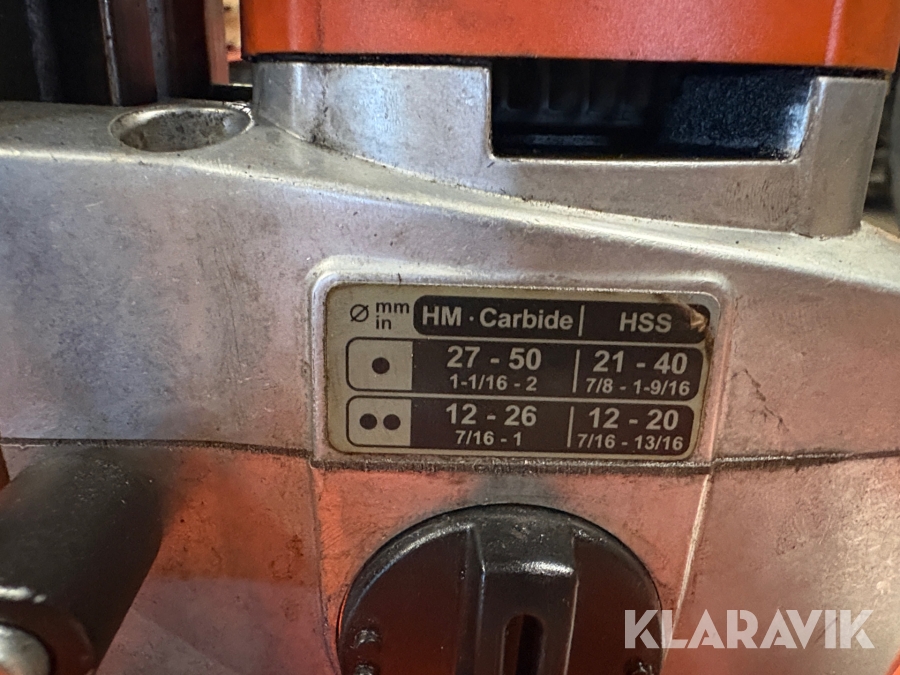 Ø mm in HM · Carbide | HSS
27 - 50 | 21 - 40
1-1/16 - 2 | 7/8 - 1-9/16
12 - 26 | 12 - 20
7/16 - 1 | 7/16 - 13/16
KLARAVIK